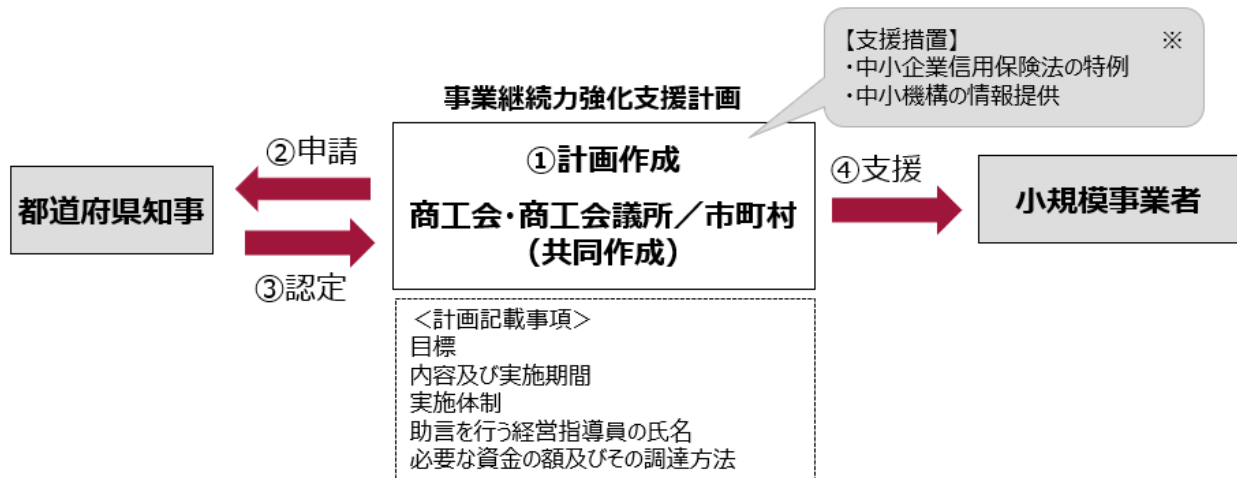 【支援措置】 ※
・中小企業信用保険法の特例
・中小機構の情報提供
事業継続力強化支援計画
②申請
①計画作成
④支援
都道府県知事
商工会・商工会議所／市町村
（共同作成）
小規模事業者
③認定
＜計画記載事項＞
目標
内容及び実施期間
実施体制
助言を行う経営指導員の氏名
必要な資金の額及びその調達方法